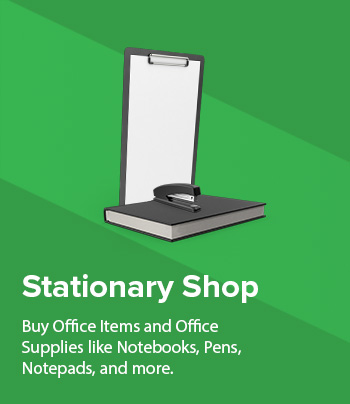 Stationary Shop
Buy Office Items and Office
Supplies like Notebooks, Pens,
Notepads, and more.